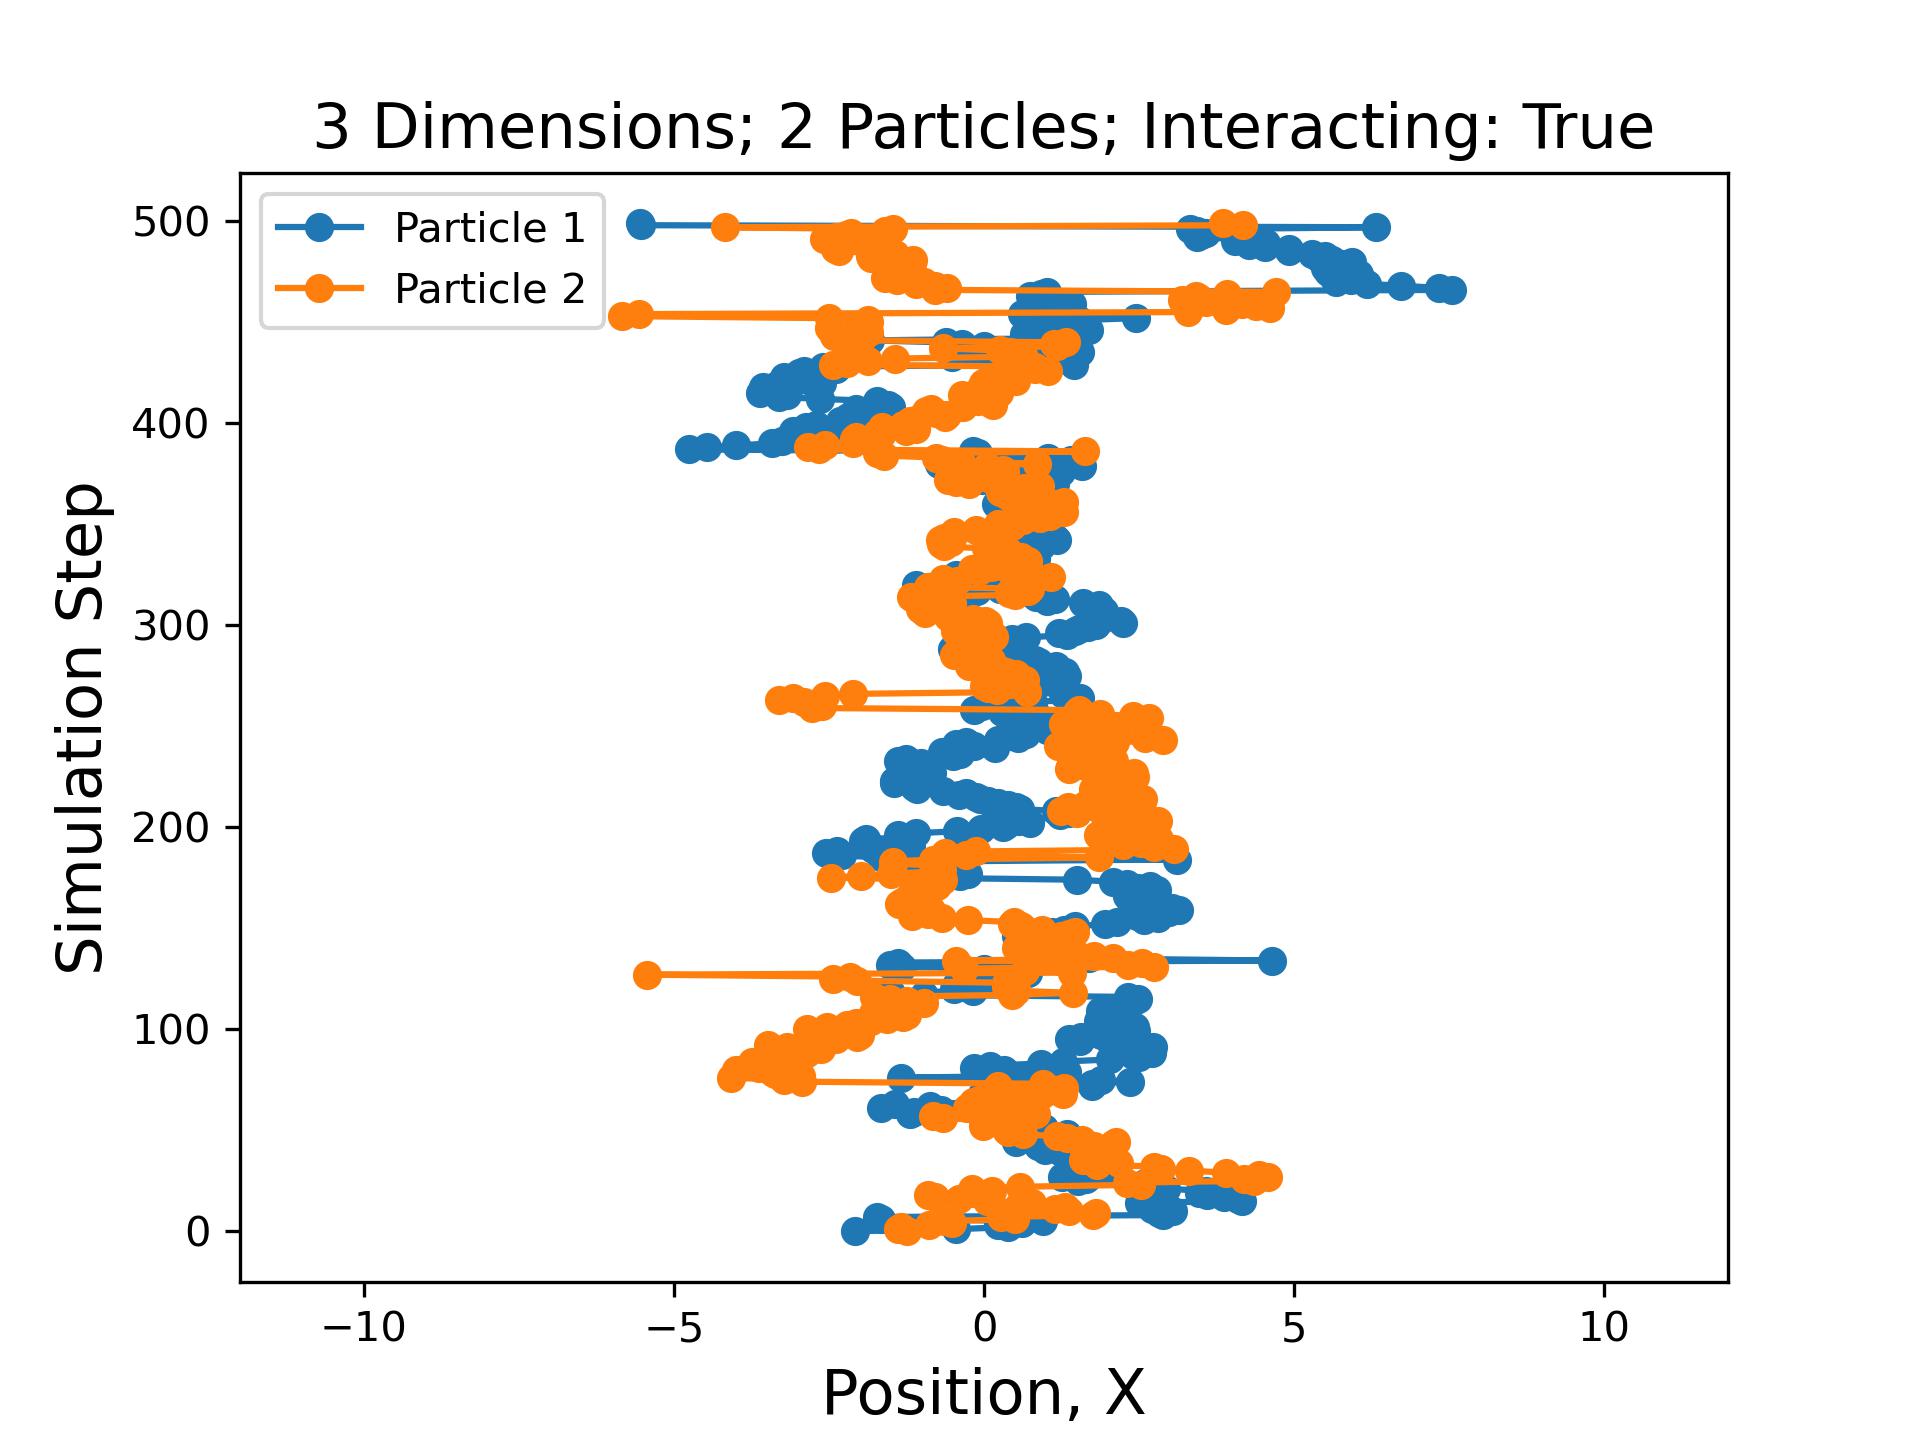 3 Dimensions; 2 Particles; Interacting: True
Particle 1
Particle 2
Simulation Step
500
400
300
200
100
0
−10
−5
0
5
10
Position, X